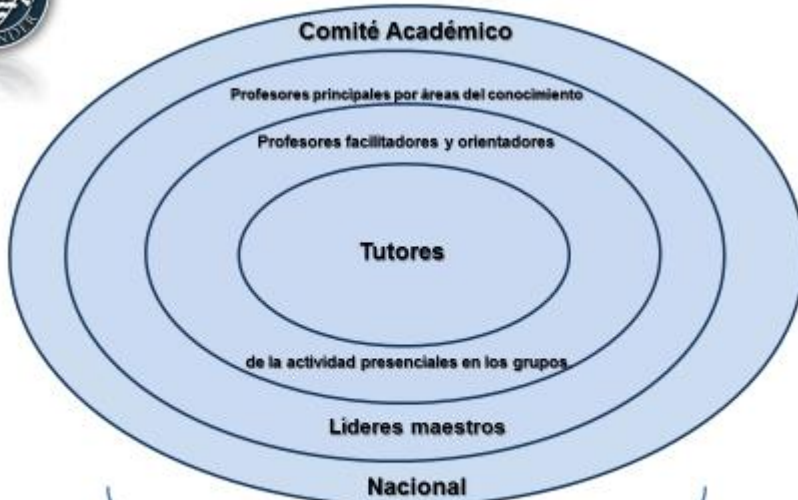 NDER
Comité Académico
Profesores principales por áreas del conocimiento
Profesores facilitadores y orientadores
Tutores
de la actividad presenciales en los grupos
Lideres maestros
Nacional